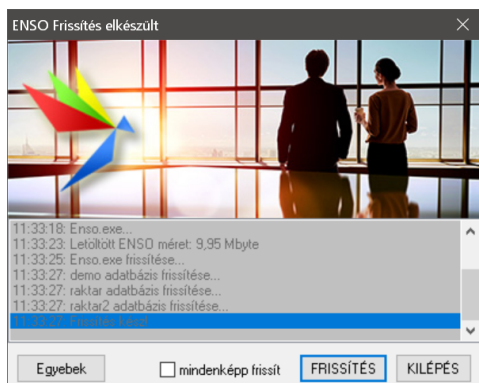 ENSO Frissítés elkészült
11:33:18: Enso.exe...
11:33:23: Letöltött ENSO méret: 9,95 Mbyte
11:33:25: Enso.exe frissítése...
11:33:27: demo adatbázis frissítése...
11:33:27: raktar adatbázis frissítése...
11:33:27: raktar2 adatbázis frissítése...
11:33:27: Frissítés kész!
Egyebek
mindenképp frissít
FRISSÍTÉS
KILÉPÉS